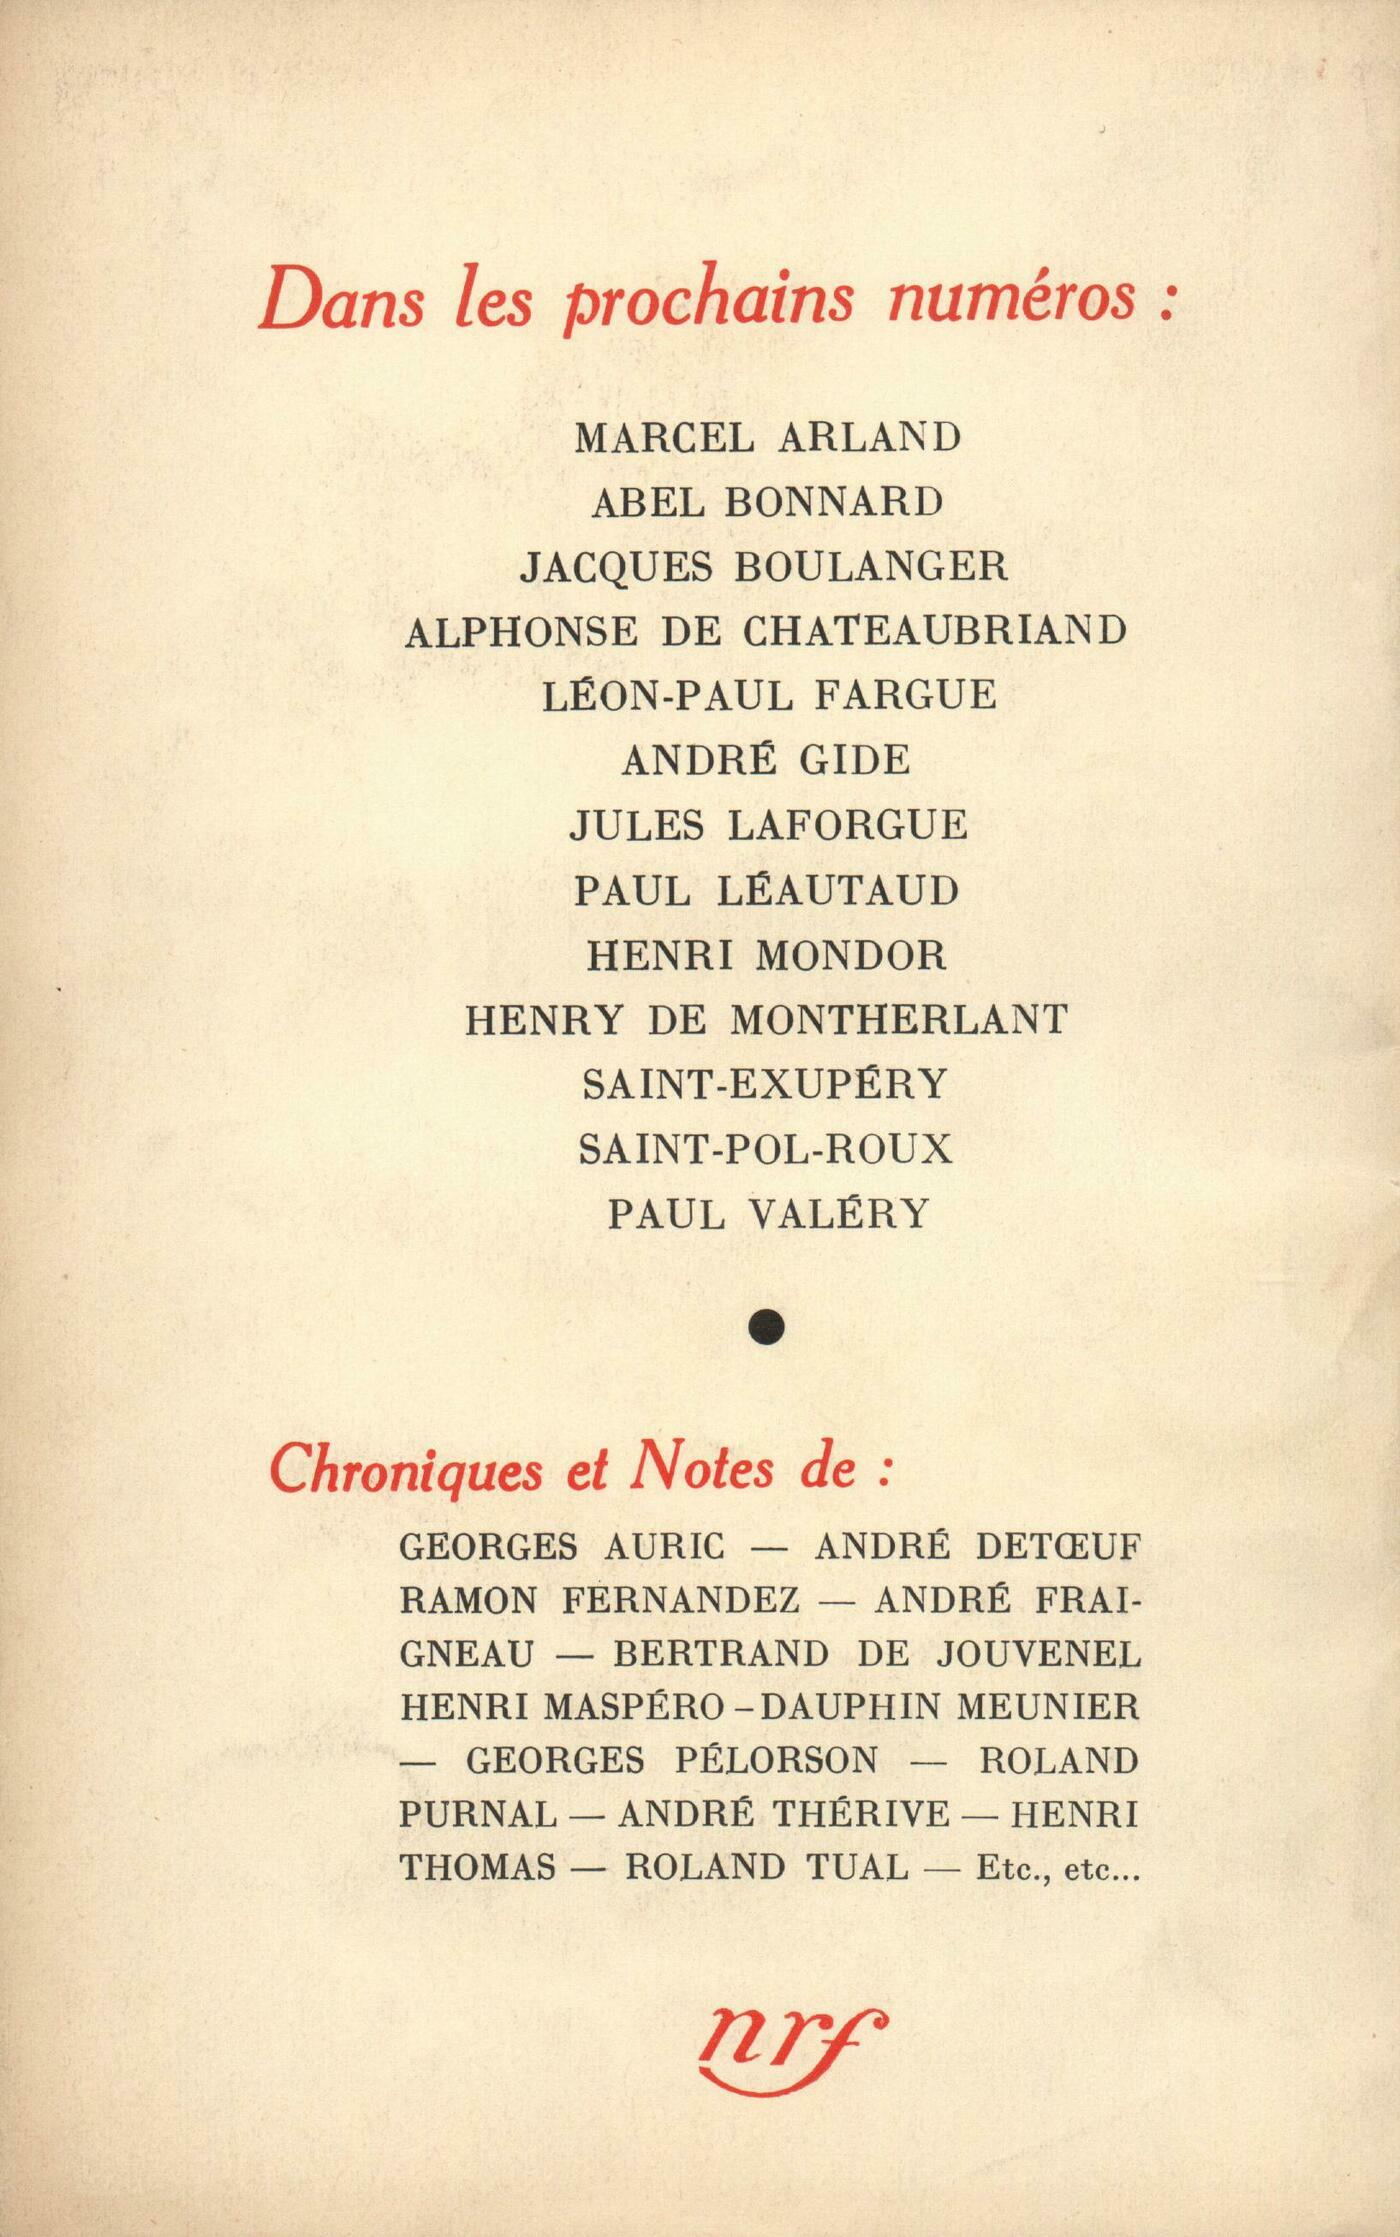 Dans les prochains numéros :
MARCEL ARLAND
ABEL BONNARD
JACQUES BOULANGER
ALPHONSE DE CHATEAUBRIAND
LÉON-PAUL FARGUE
ANDRÉ GIDE
JULES LAFORGUE
PAUL LÉAUTAUD
HENRI MONDOR
HENRY DE MONTHERLANT
SAINT-EXUPÉRY
SAINT-POL-ROUX
PAUL VALÉRY
Chroniques et Notes de :
GEORGES AURIC — ANDRÉ DETŒUF
RAMON FERNANDEZ — ANDRÉ FRAI-
GNEAU — BERTRAND DE JOUVENEL
HENRI MASPÉRO – DAUPHIN MEUNIER
— GEORGES PÉLORSON — ROLAND
PURNAL — ANDRÉ THÉRIVE — HENRI
THOMAS — ROLAND TUAL — Etc., etc...
nrf